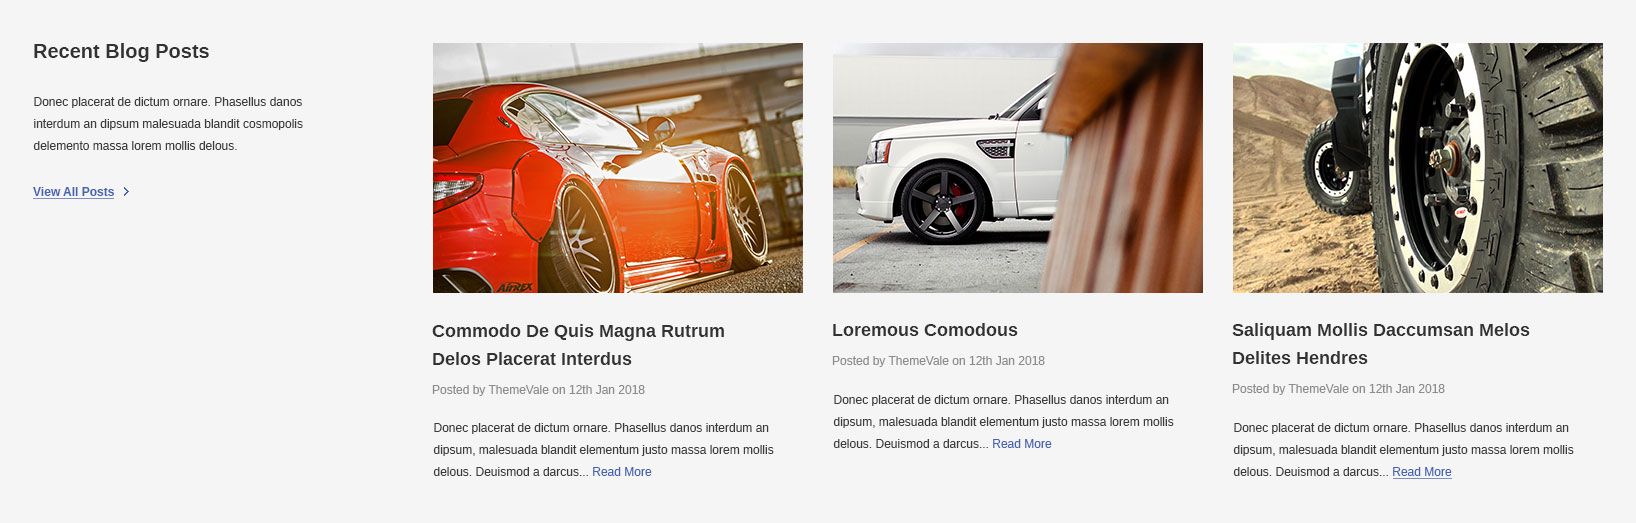 Recent Blog Posts
Donec placerat de dictum ornare. Phasellus danos
interdum an dipsum malesuada blandit cosmopolis
delemento massa lorem mollis delous.
View All Posts
AirREX
Commodo De Quis Magna Rutrum
Delos Placerat Interdus
Posted by ThemeVale on 12th Jan 2018
Donec placerat de dictum ornare. Phasellus danos interdum an
dipsum, malesuada blandit elementum justo massa lorem mollis
delous. Deuismod a darcus... Read More
Loremous Comodous
Posted by ThemeVale on 12th Jan 2018
Donec placerat de dictum ornare. Phasellus danos interdum an
dipsum, malesuada blandit elementum justo massa lorem mollis
delous. Deuismod a darcus... Read More
Saliquam Mollis Daccumsan Melos
Delites Hendres
Posted by ThemeVale on 12th Jan 2018
Donec placerat de dictum ornare. Phasellus danos interdum an
dipsum, malesuada blandit elementum justo massa lorem mollis
delous. Deuismod a darcus... Read More